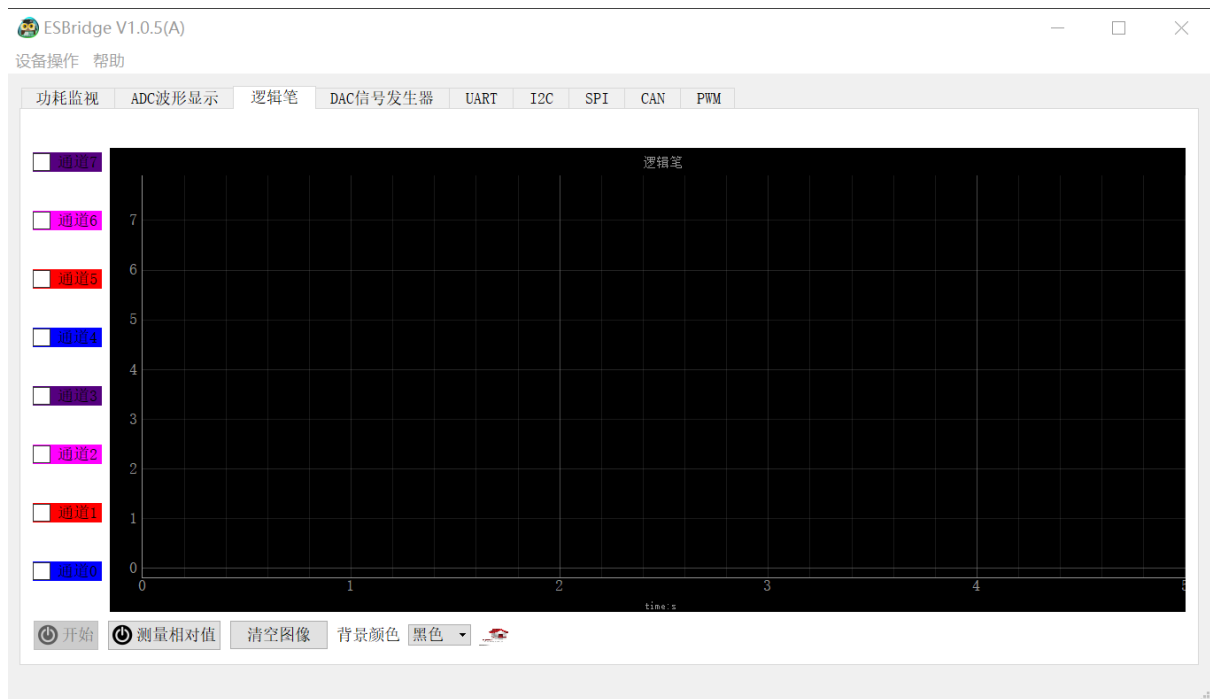 ESBridge V1.0.5(A)
设备操作 帮助
功耗监视 ADC波形显示 逻辑笔 DAC信号发生器 UART I2C SPI CAN PWM
逻辑笔
通道7
通道6
通道5
通道4
通道3
通道2
通道1
通道0
7
6
5
4
3
2
1
0
0 1 2 3 4 5
time:s
开始 测量相对值 清空图像 背景颜色 黑色